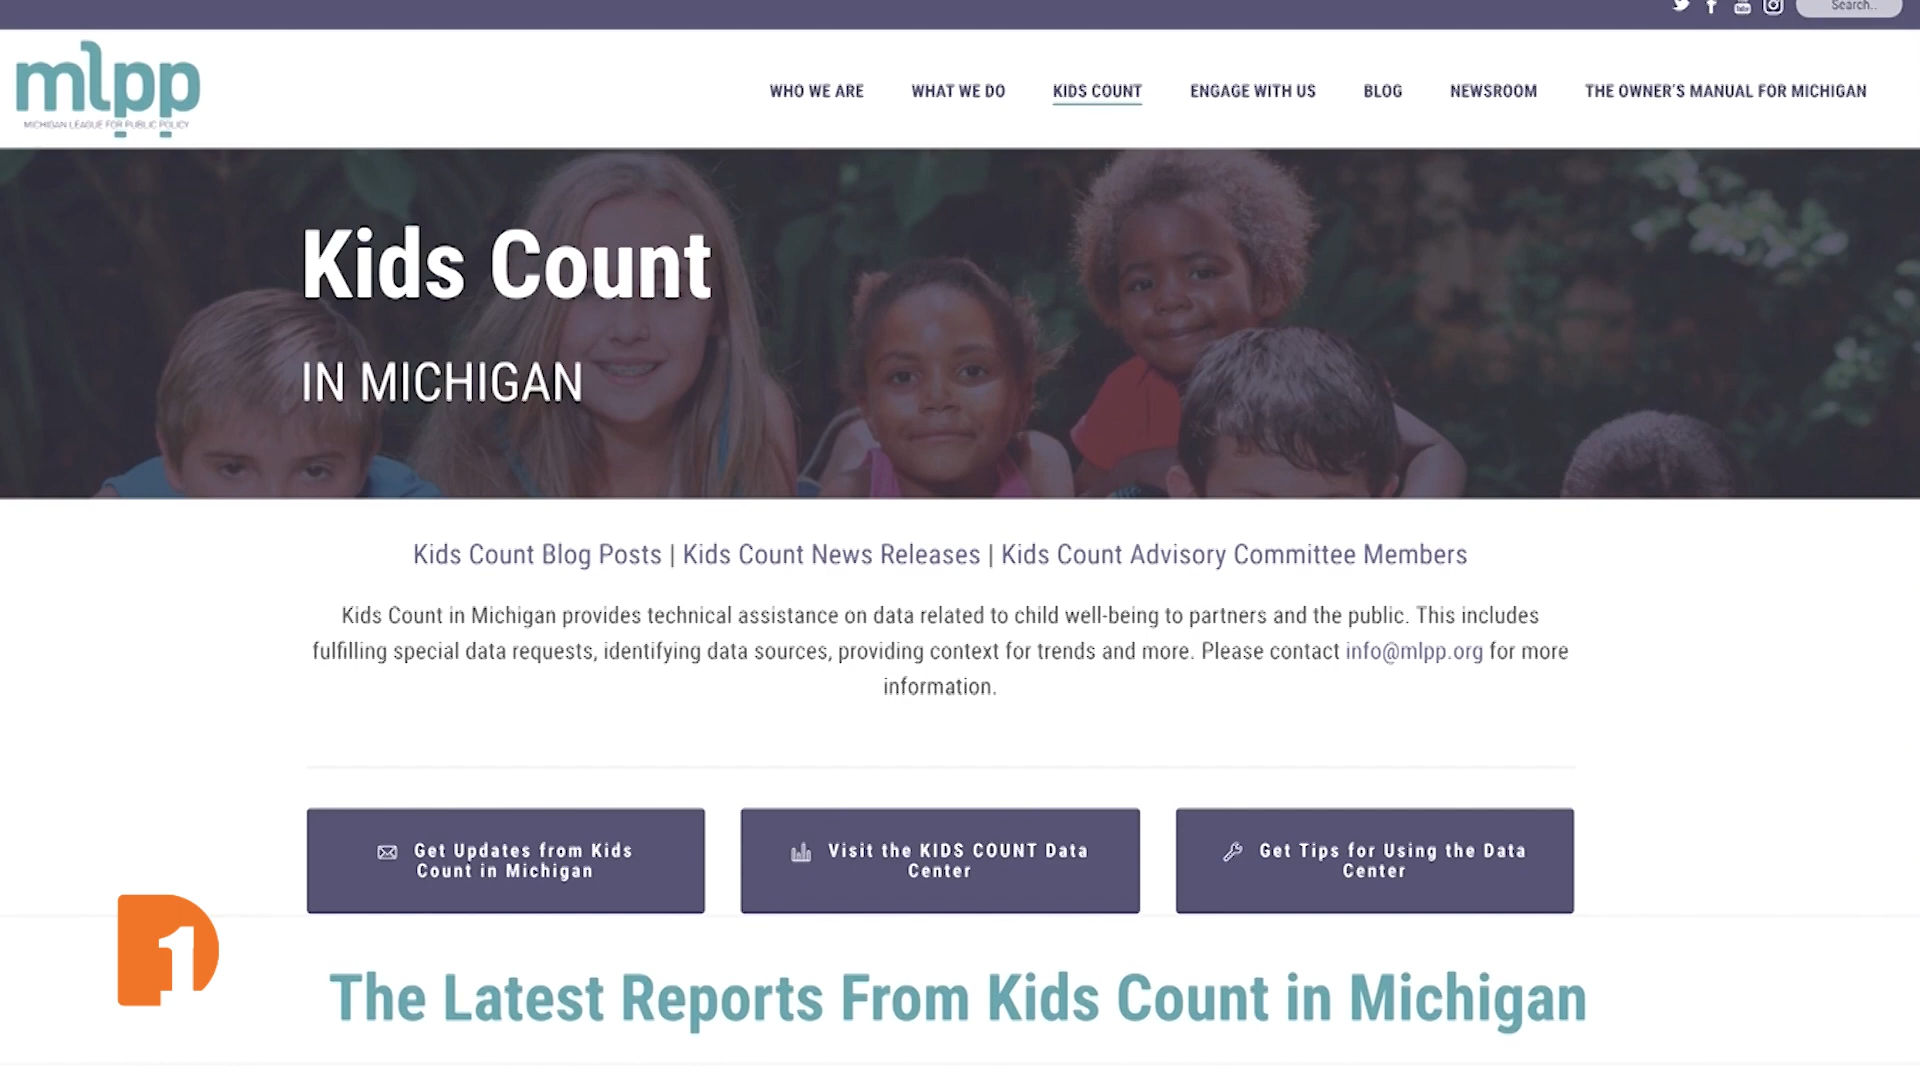 Search..
mlpp
MICHIGAN LEAGUE FOR PUBLIC POLICY
WHO WE ARE
WHAT WE DO
KIDS COUNT
ENGAGE WITH US
BLOG
NEWSROOM
THE OWNER'S MANUAL FOR MICHIGAN
Kids Count
IN MICHIGAN
Kids Count Blog Posts | Kids Count News Releases | Kids Count Advisory Committee Members
Kids Count in Michigan provides technical assistance on data related to child well-being to partners and the public. This includes
fulfilling special data requests, identifying data sources, providing context for trends and more. Please contact info@mlpp.org for more
information.
Get Updates from Kids
Count in Michigan
Visit the KIDS COUNT Data
Center
Get Tips for Using the Data
Center
1
The Latest Reports From Kids Count in Michigan